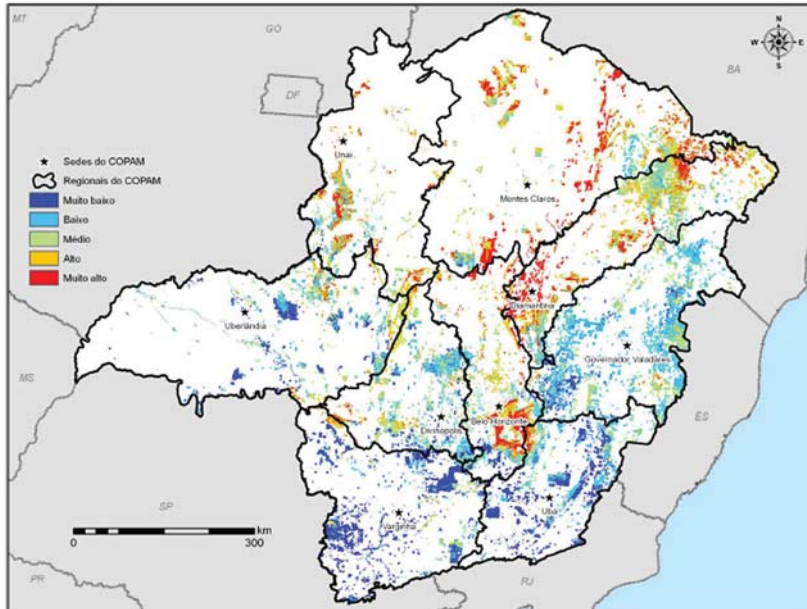 MT
GO
BA
DF
N
W
E
S
Sedes do COPAM
Regionais do COPAM
Muito baixo
Baixo
Médio
Alto
Muito alto
Unaí
Montes Claros
Diamantina
Uberlândia
Governador Valadares
Belo Horizonte
Divinópolis
Varginha
Ubá
MS
ES
SP
km
0
300
PR
RJ